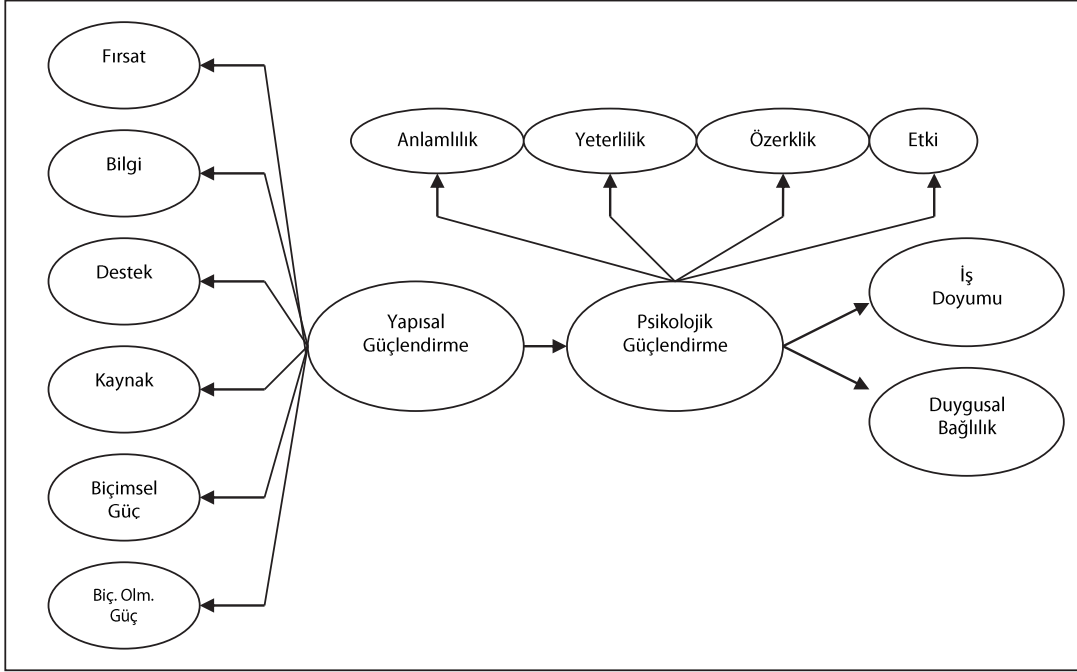 Fırsat
Bilgi
Destek
Kaynak
Biçimsel
Güç
Biç. Olm.
Güç
Yapısal
Güçlendirme
Psikolojik
Güçlendirme
Anlamlılık
Yeterlilik
Özerklik
Etki
İş
Doyumu
Duygusal
Bağlılık